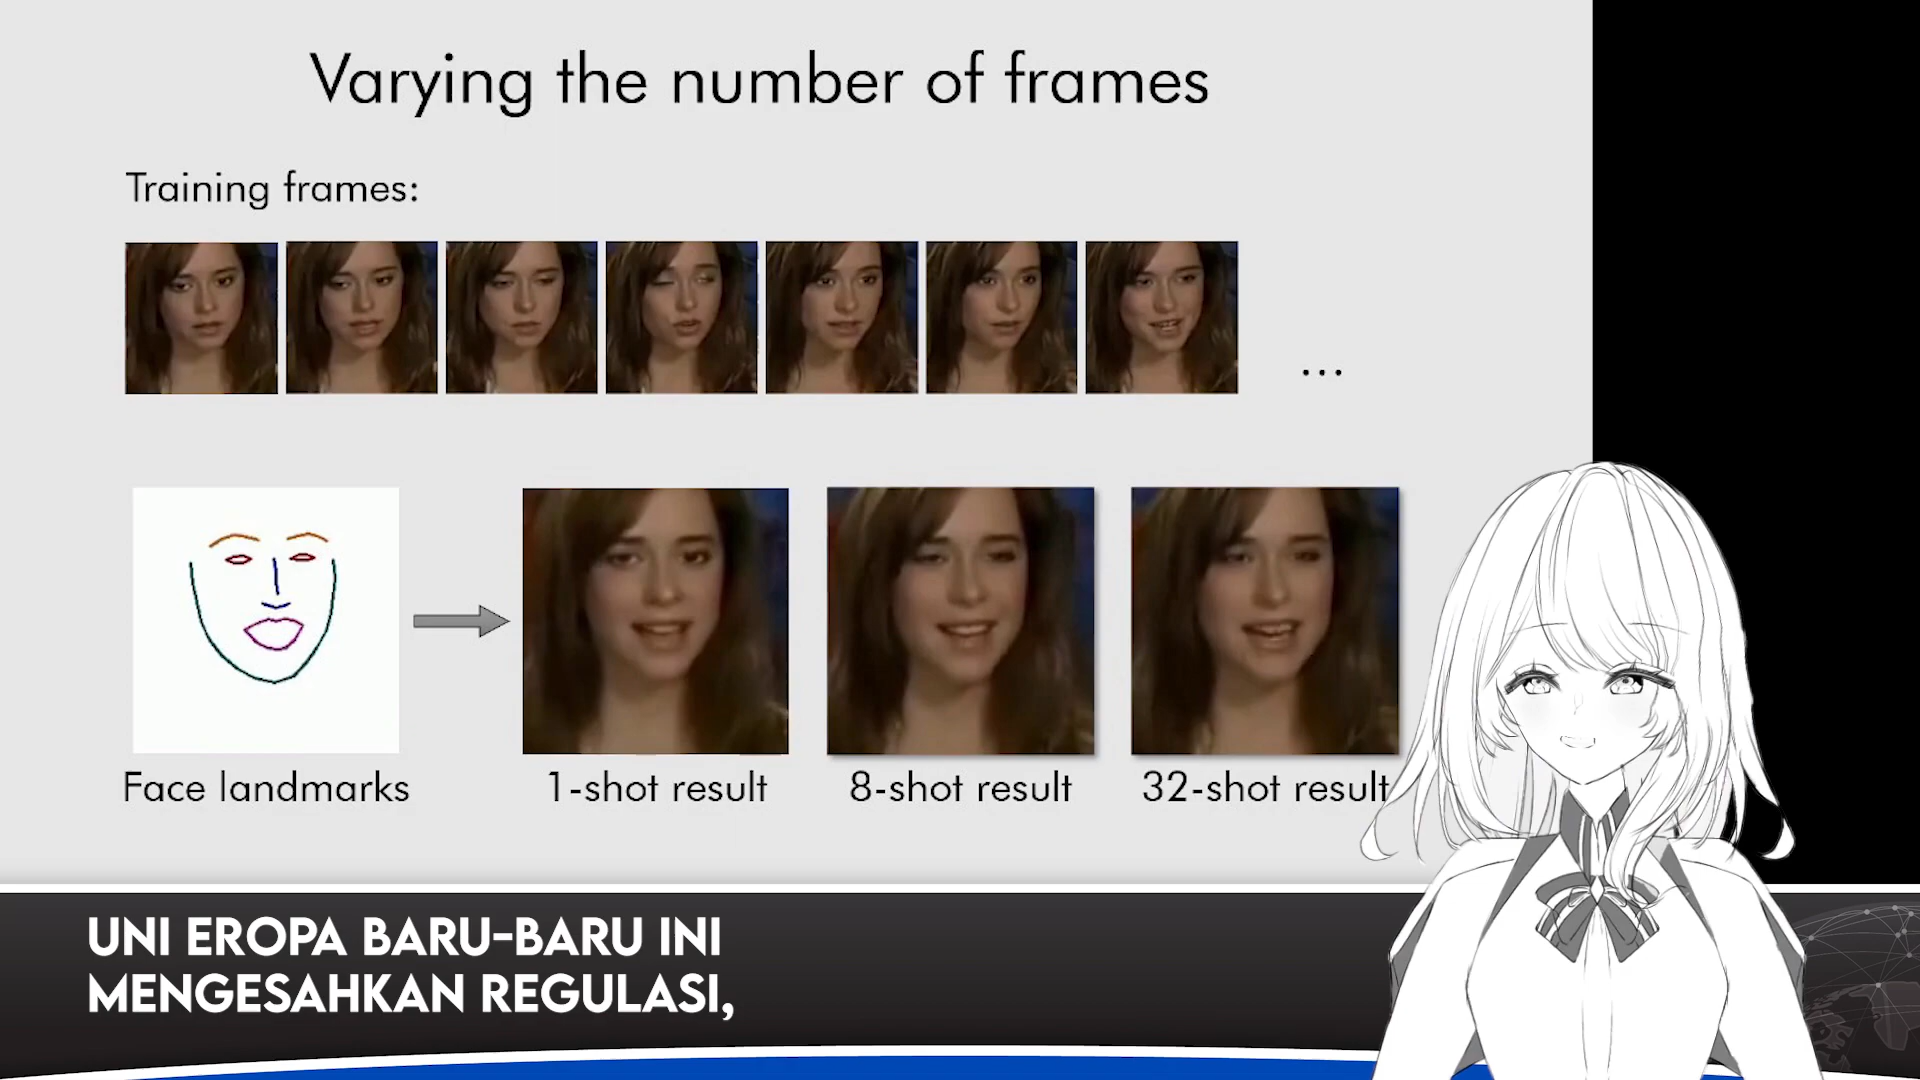 Varying the number of frames
Training frames:
...
Face landmarks
1-shot result
8-shot result
32-shot result
UNI EROPA BARU-BARU INI
MENGESAHKAN REGULASI,